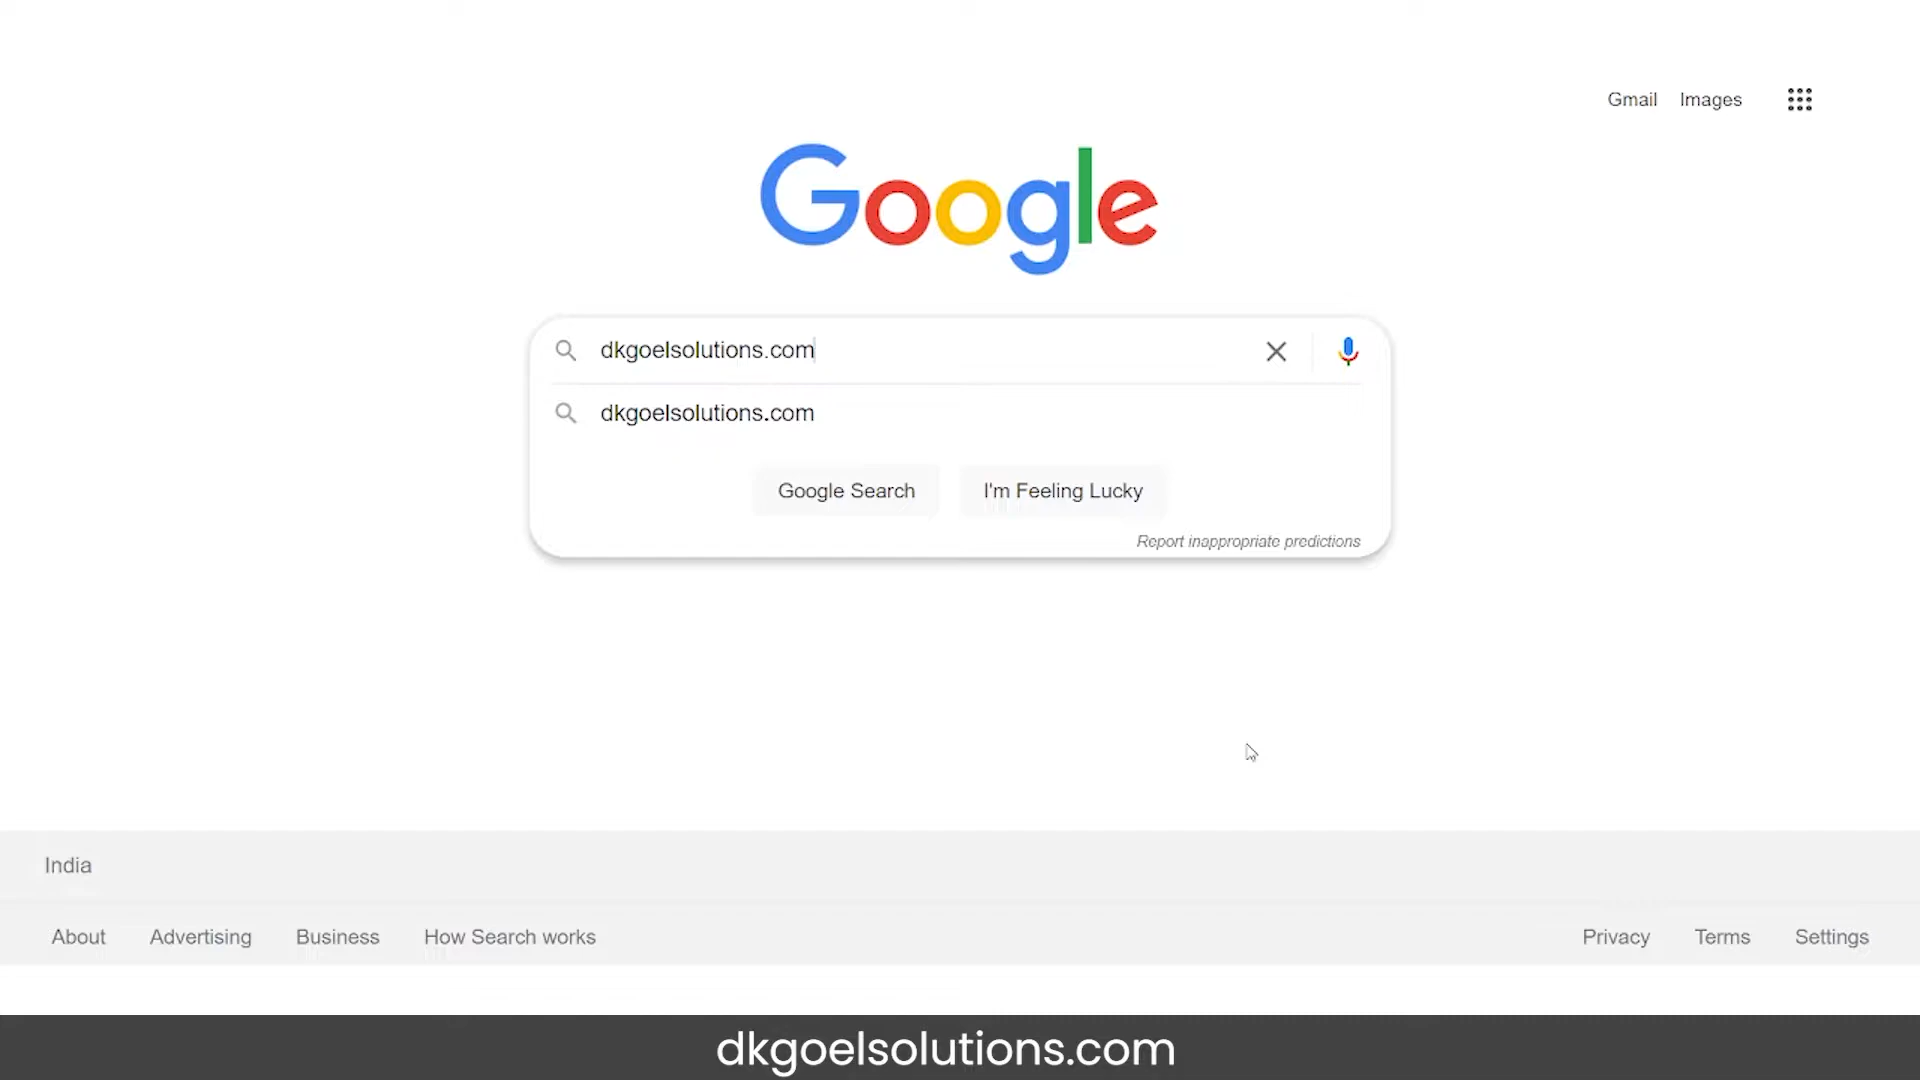 Gmail Images
Google
dkgoelsolutions.com
dkgoelsolutions.com
Google Search I'm Feeling Lucky
Report inappropriate predictions
India
About Advertising Business How Search works Privacy Terms Settings
dkgoelsolutions.com